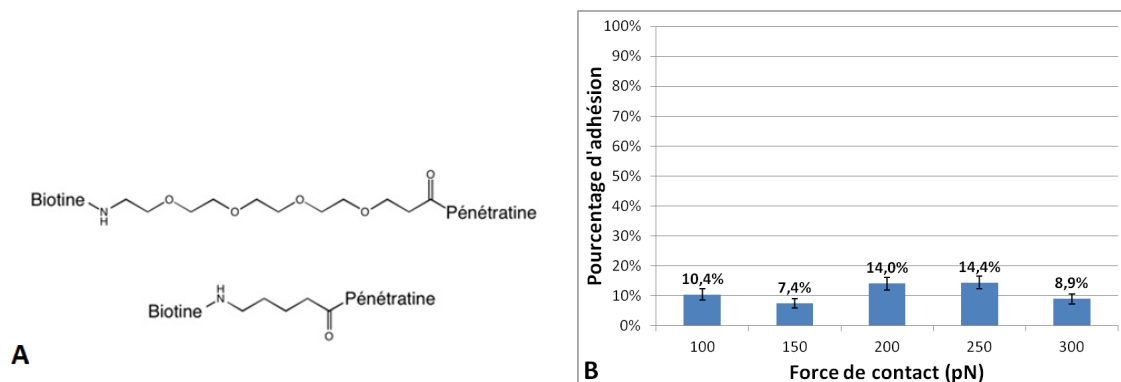 Biotine
N
H
O
O
O
O
O
Pénétratine
Biotine
H
N
O
Pénétratine
A
Pourcentage d'adhésion
100%
90%
80%
70%
60%
50%
40%
30%
20%
10%
0%
10,4%
7,4%
14,0%
14,4%
8,9%
100
150
200
250
300
Force de contact (pN)
B